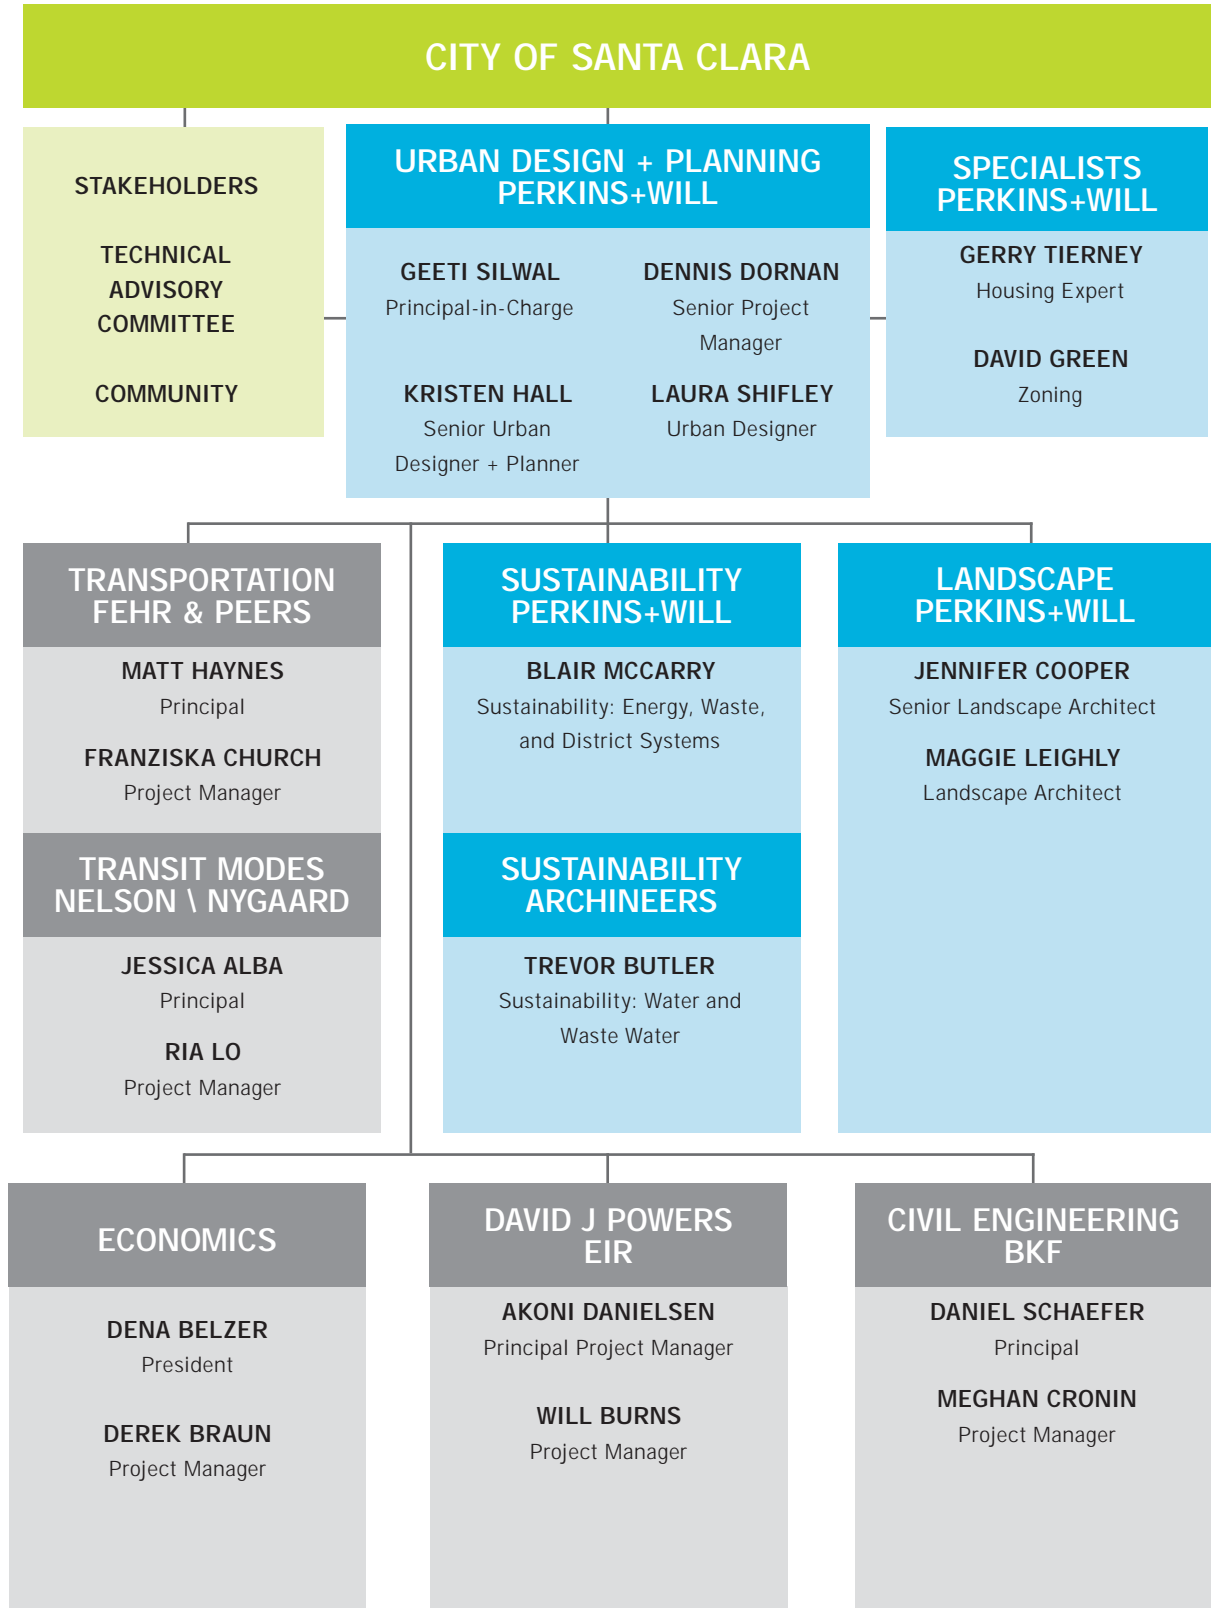 CITY OF SANTA CLARA
STAKEHOLDERS
TECHNICAL
ADVISORY
COMMITTEE
COMMUNITY
URBAN DESIGN + PLANNING
PERKINS+WILL
GEETI SILWAL
Principal-in-Charge
DENNIS DORNAN
Senior Project
Manager
KRISTEN HALL
Senior Urban
Designer + Planner
LAURA SHIFLEY
Urban Designer
SPECIALISTS
PERKINS+WILL
GERRY TIERNEY
Housing Expert
DAVID GREEN
Zoning
TRANSPORTATION
FEHR & PEERS
MATT HAYNES
Principal
FRANZISKA CHURCH
Project Manager
TRANSIT MODES
NELSON \ NYGAARD
JESSICA ALBA
Principal
RIA LO
Project Manager
SUSTAINABILITY
PERKINS+WILL
BLAIR MCCARRY
Sustainability: Energy, Waste,
and District Systems
SUSTAINABILITY
ARCHINEERS
TREVOR BUTLER
Sustainability: Water and
Waste Water
LANDSCAPE
PERKINS+WILL
JENNIFER COOPER
Senior Landscape Architect
MAGGIE LEIGHLY
Landscape Architect
ECONOMICS
DENA BELZER
President
DEREK BRAUN
Project Manager
DAVID J POWERS
EIR
AKONI DANIELSEN
Principal Project Manager
WILL BURNS
Project Manager
CIVIL ENGINEERING
BKF
DANIEL SCHAEFER
Principal
MEGHAN CRONIN
Project Manager